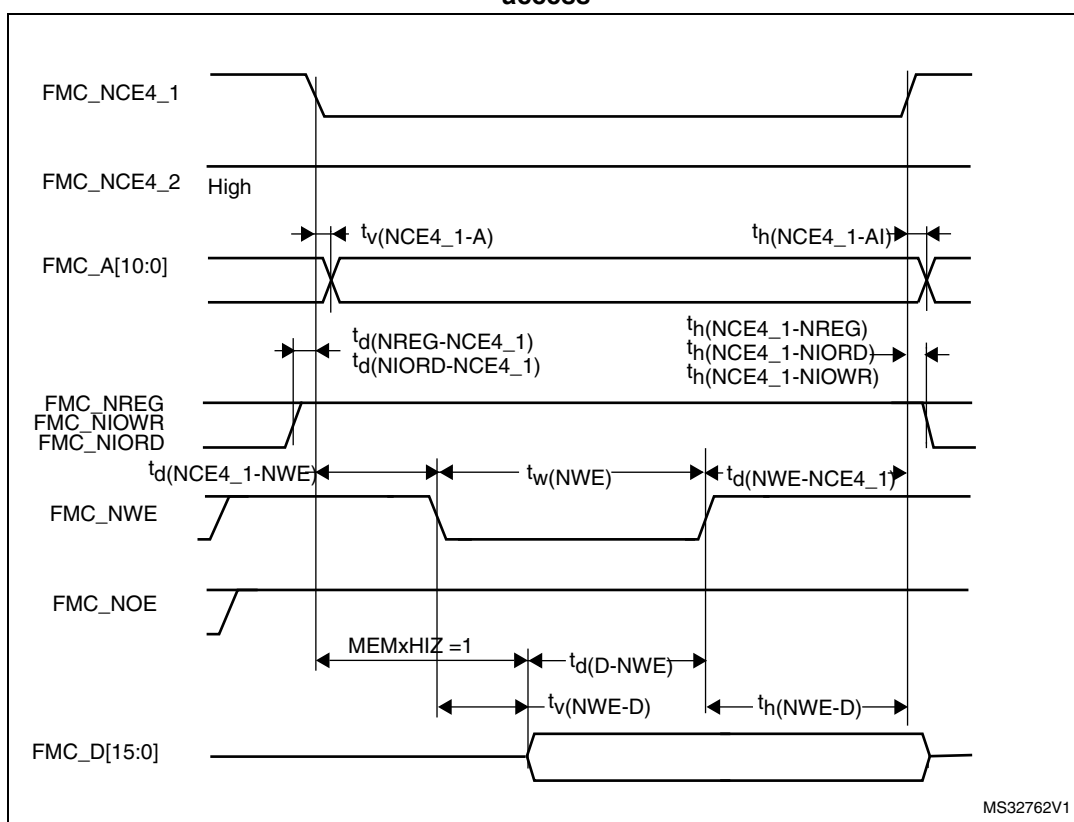 access
FMC_NCE4_1
FMC_NCE4_2 High
tv(NCE4_1-A) th(NCE4_1-AI)
FMC_A[10:0]
td(NREG-NCE4_1) th(NCE4_1-NREG)
td(NIORD-NCE4_1) th(NCE4_1-NIORD)
th(NCE4_1-NIOWR)
FMC_NREG
FMC_NIOWR
FMC_NIORD
td(NCE4_1-NWE) tw(NWE) td(NWE-NCE4_1)
FMC_NWE
FMC_NOE
MEMxHIZ =1
td(D-NWE)
tv(NWE-D) th(NWE-D)
FMC_D[15:0]
MS32762V1